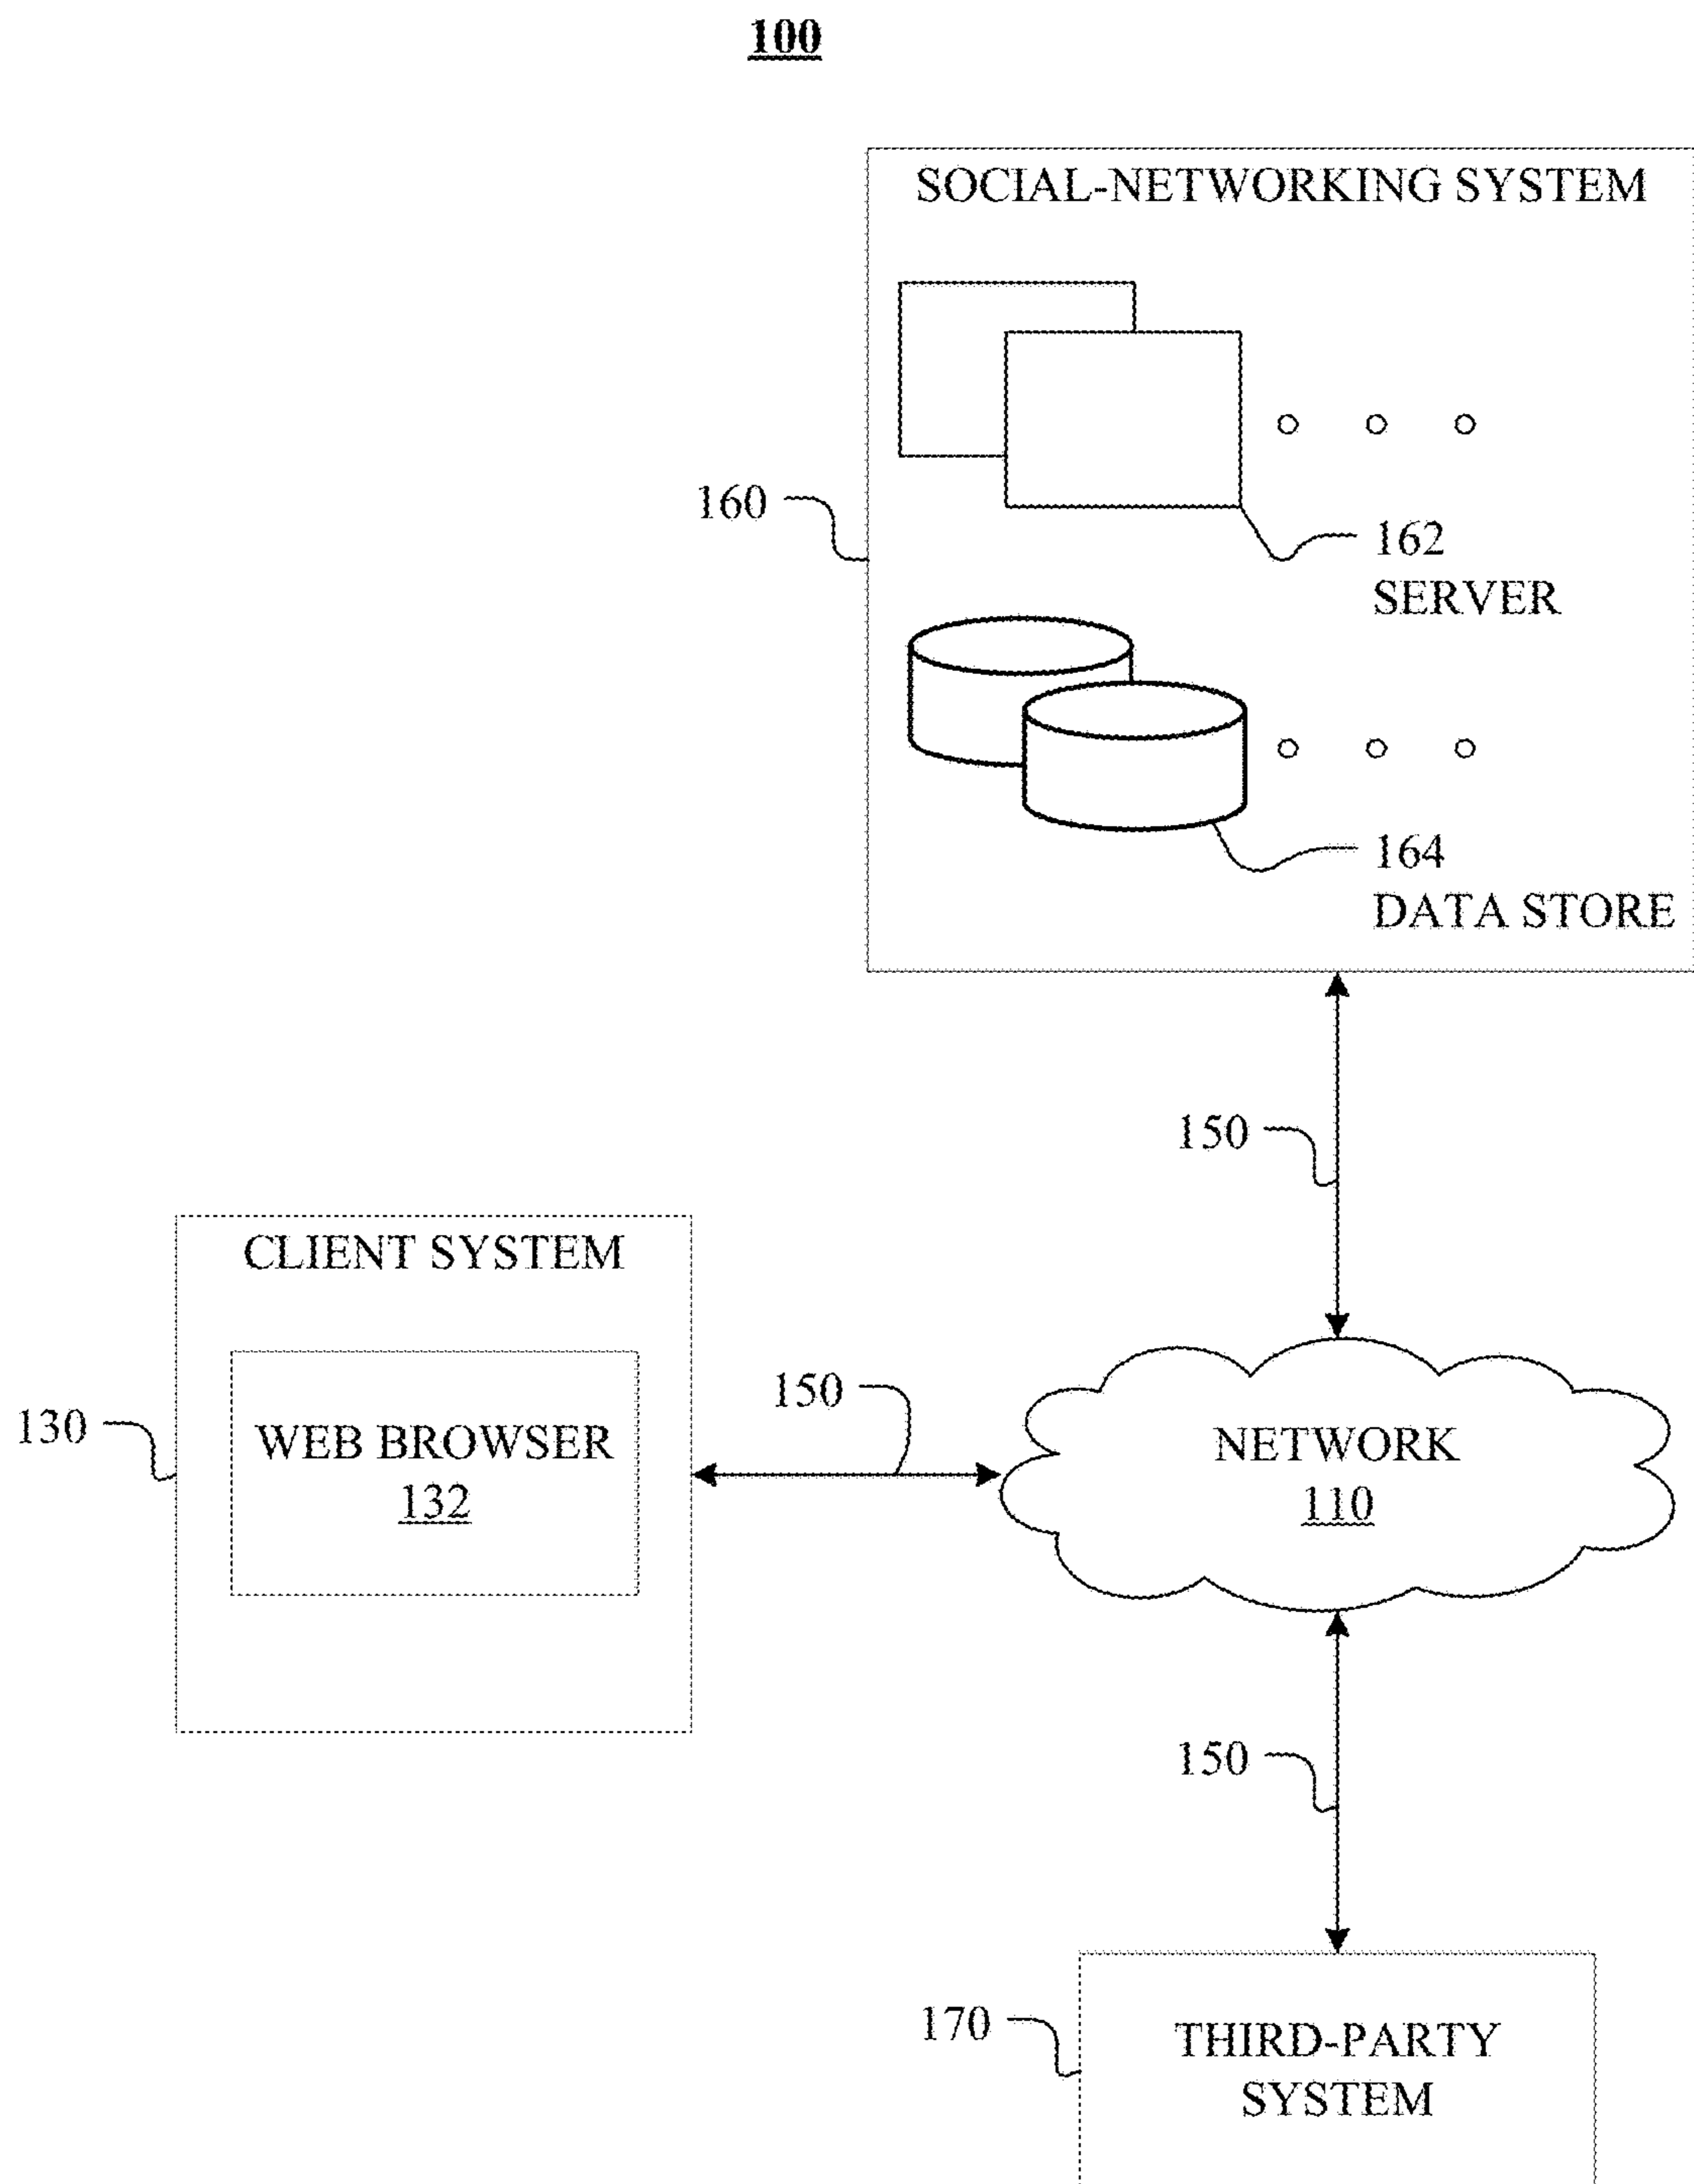 100
SOCIAL-NETWORKING SYSTEM
160
162
SERVER
164
DATA STORE
150
CLIENT SYSTEM
130
WEB BROWSER
132
150
NETWORK
110
150
170
THIRD-PARTY
SYSTEM